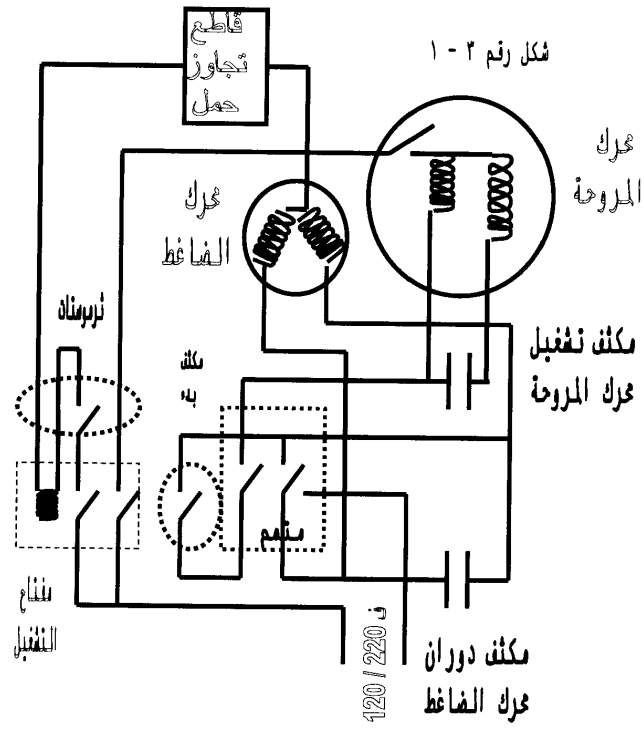 شكل رقم ٣ - ١
قاطع
تجاوز
حمل
محرك
المروحة
محرك
الضاغط
ثرموستات
مكثف
بدء
مكثف تشغيل
محرك المروحة
متمم
مفتاح
التشغيل
120 / 220 ف
مكثف دوران
محرك الضاغط